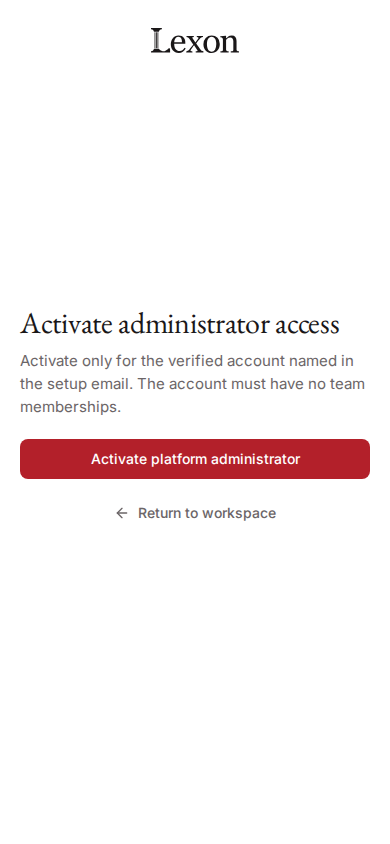 Lexon
Activate administrator access
Activate only for the verified account named in
the setup email. The account must have no team
memberships.
Activate platform administrator
Return to workspace